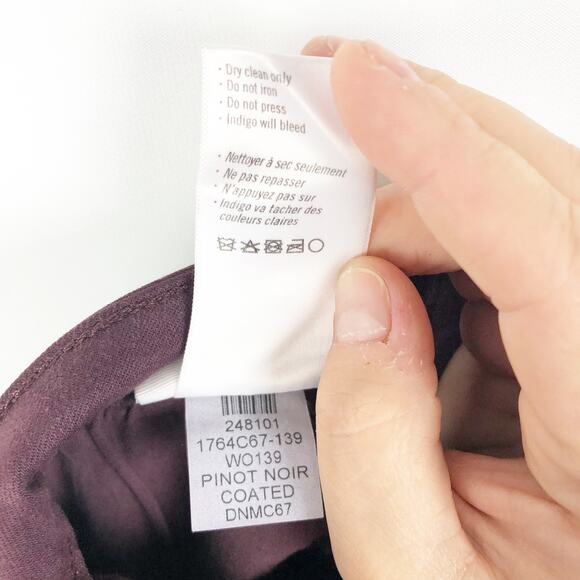 · Dry clean only
· Do not iron
· Do not press
· Indigo will bleed
· Nettoyer à sec seulement
· Ne pas repasser
· N'appuyez pas sur
· Indigo va tacher des
couleurs claires
248101
1764C67-139
WO139
PINOT NOIR
COATED
DNMC67